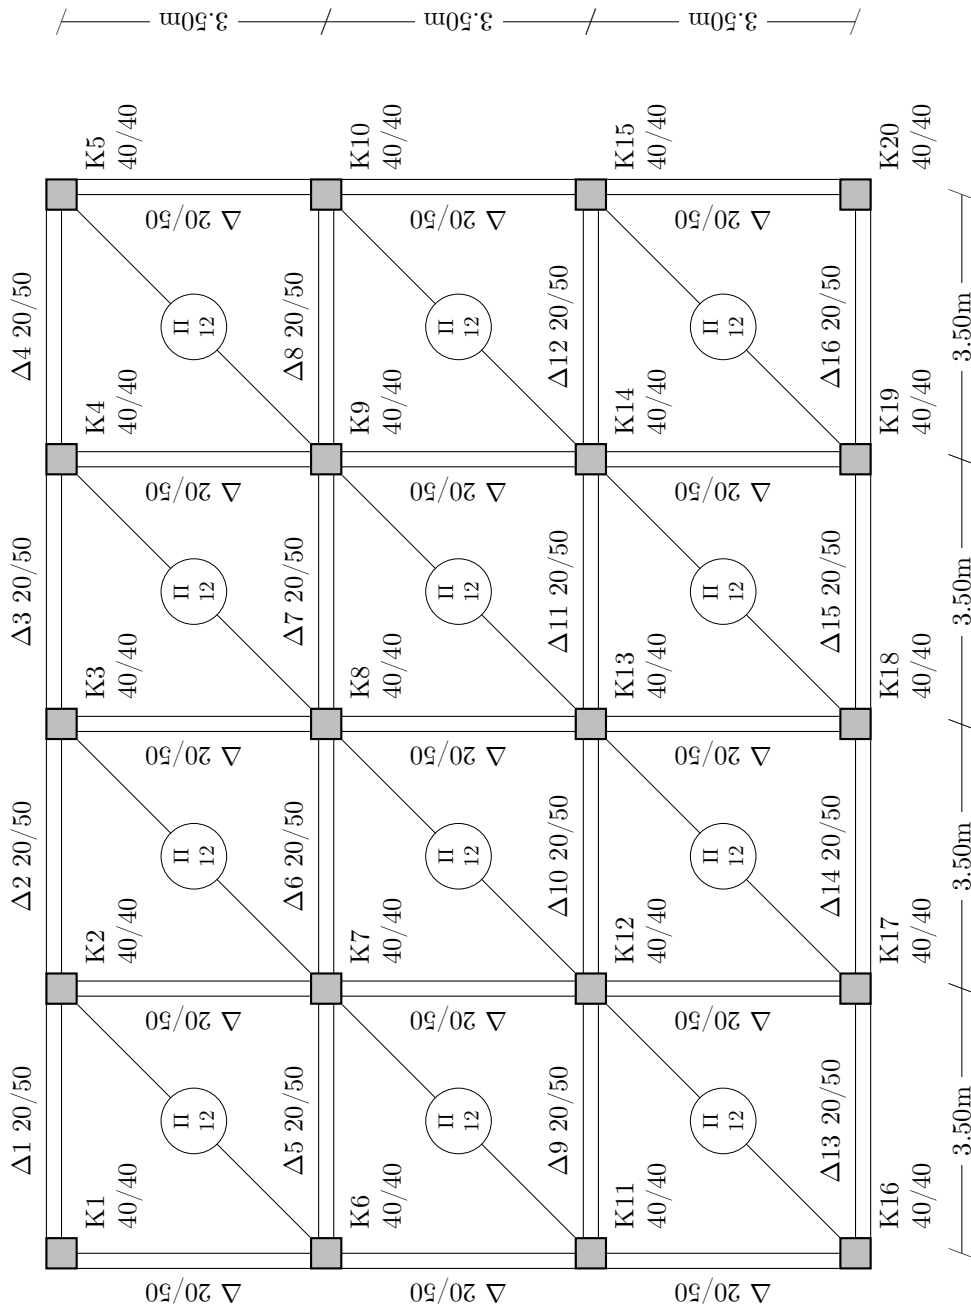 Δ1 20/50
Δ2 20/50
Δ3 20/50
Δ4 20/50
K1
40/40
K2
40/40
K3
40/40
K4
40/40
K5
40/40
Δ 20/50
Π
12
Δ 20/50
Π
12
Δ 20/50
Π
12
Δ 20/50
Π
12
Δ 20/50
3.50m
Δ5 20/50
Δ6 20/50
Δ7 20/50
Δ8 20/50
K6
40/40
K7
40/40
K8
40/40
K9
40/40
K10
40/40
Δ 20/50
Π
12
Δ 20/50
Π
12
Δ 20/50
Π
12
Δ 20/50
Π
12
Δ 20/50
3.50m
Δ9 20/50
Δ10 20/50
Δ11 20/50
Δ12 20/50
K11
40/40
K12
40/40
K13
40/40
K14
40/40
K15
40/40
Δ 20/50
Π
12
Δ 20/50
Π
12
Δ 20/50
Π
12
Δ 20/50
Π
12
Δ 20/50
3.50m
Δ13 20/50
Δ14 20/50
Δ15 20/50
Δ16 20/50
K16
40/40
K17
40/40
K18
40/40
K19
40/40
K20
40/40
3.50m
3.50m
3.50m
3.50m